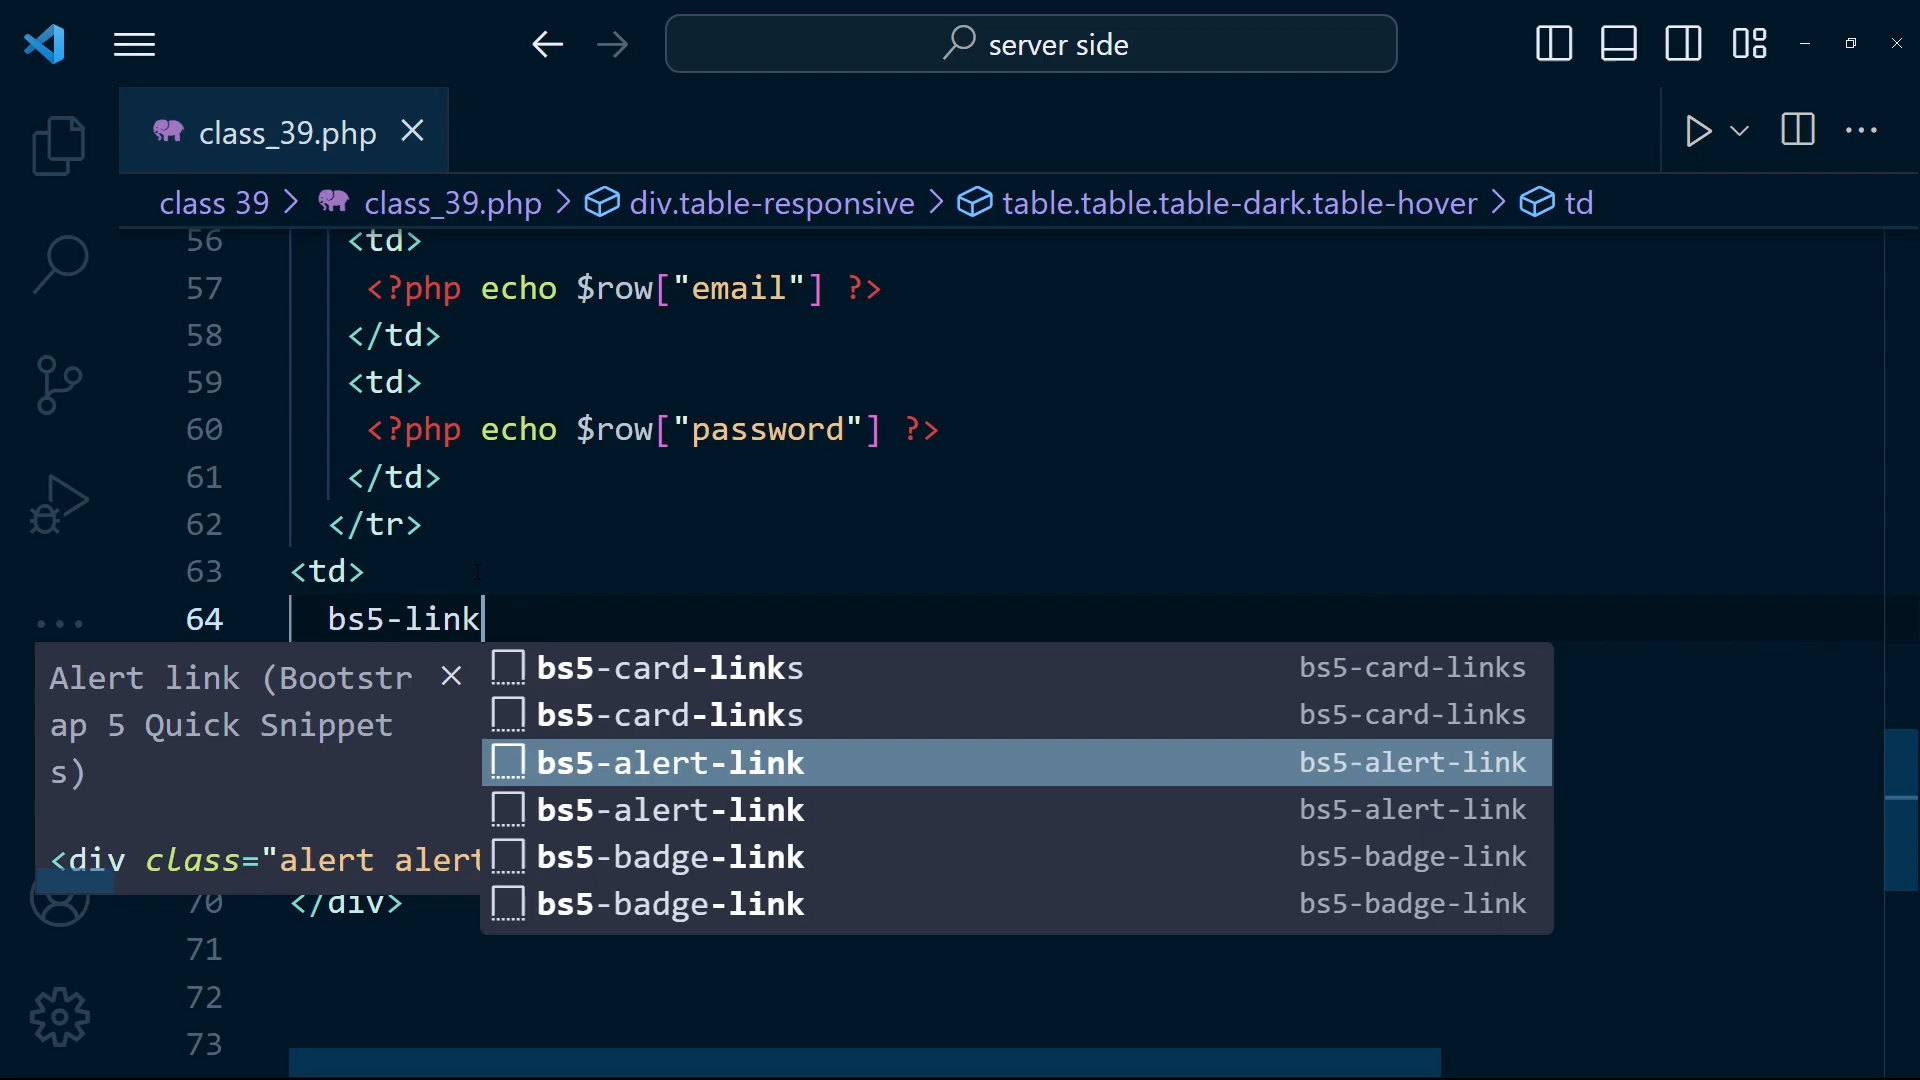 server side
class_39.php
class 39 > class_39.php > div.table-responsive > table.table.table-dark.table-hover > td
56 <td>
57 <?php echo $row["email"] ?>
58 </td>
59 <td>
60 <?php echo $row["password"] ?>
61 </td>
62 </tr>
63 <td>
64 bs5-link
Alert link (Bootstr
ap 5 Quick Snippet
s)
<div class="alert alert
bs5-card-links bs5-card-links
bs5-card-links bs5-card-links
bs5-alert-link bs5-alert-link
bs5-alert-link bs5-alert-link
bs5-badge-link bs5-badge-link
bs5-badge-link bs5-badge-link
70 </div>
71
72
73